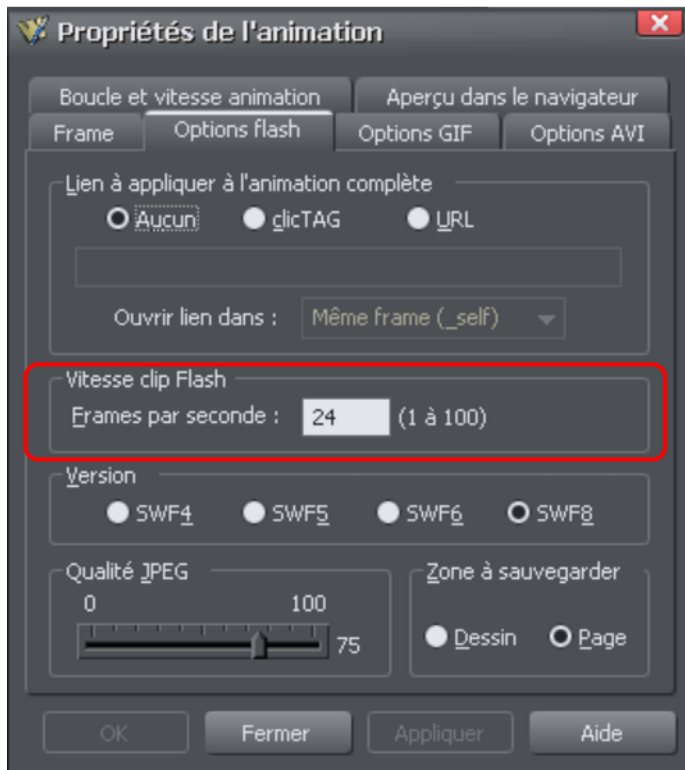 Propriétés de l'animation
Boucle et vitesse animation Aperçu dans le navigateur
Frame Options flash Options GIF Options AVI
Lien à appliquer à l'animation complète
Aucun clicTAG URL
Ouvrir lien dans : Même frame (_self)
Vitesse clip Flash
Frames par seconde : 24 (1 à 100)
Version
SWF4 SWF5 SWF6 SWF8
Qualité JPEG Zone à sauvegarder
0 100
75 Dessin Page
OK Fermer Appliquer Aide